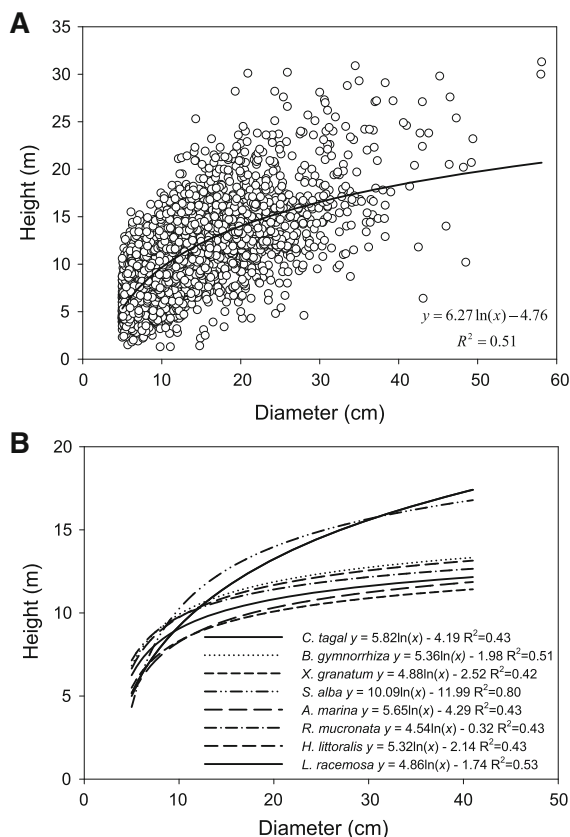 A
35
30
25
20
15
10
5
0
Height (m)
y = 6.27 ln(x) – 4.76
R² = 0.51
0 10 20 30 40 50 60
Diameter (cm)
B
20
15
10
5
0
Height (m)
C. tagal y = 5.82ln(x) - 4.19 R²=0.43
B. gymnorrhiza y = 5.36ln(x) - 1.98 R²=0.51
X. granatum y = 4.88ln(x) - 2.52 R²=0.42
S. alba y = 10.09ln(x) - 11.99 R²=0.80
A. marina y = 5.65ln(x) - 4.29 R²=0.43
R. mucronata y = 4.54ln(x) - 0.32 R²=0.43
H. littoralis y = 5.32ln(x) - 2.14 R²=0.43
L. racemosa y = 4.86ln(x) - 1.74 R²=0.53
0 10 20 30 40 50
Diameter (cm)